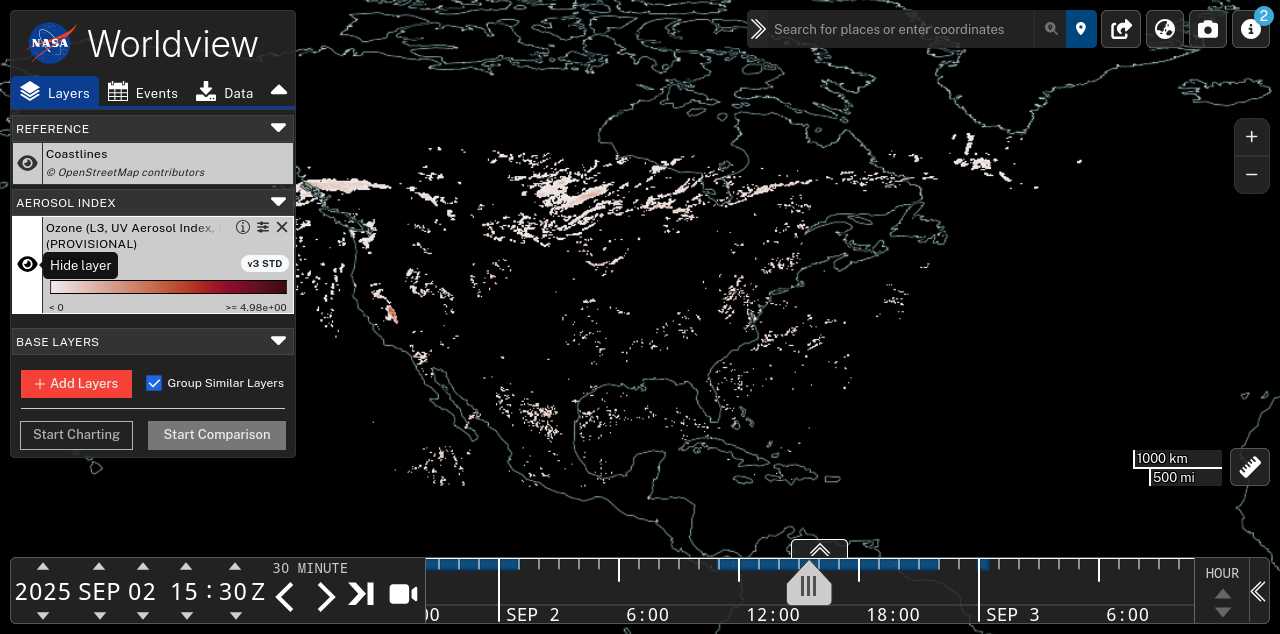 NASA
Worldview
Layers
Events
Data
REFERENCE
Coastlines
© OpenStreetMap contributors
AEROSOL INDEX
Ozone (L3, UV Aerosol Index,
(PROVISIONAL)
Hide layer
v3 STD
< 0
>= 4.98e+00
BASE LAYERS
+ Add Layers
Group Similar Layers
Start Charting
Start Comparison
Search for places or enter coordinates
2
+
−
1000 km
500 mi
2025 SEP 02 15 : 30 Z
30 MINUTE
00
SEP 2
6:00
12:00
18:00
SEP 3
6:00
HOUR